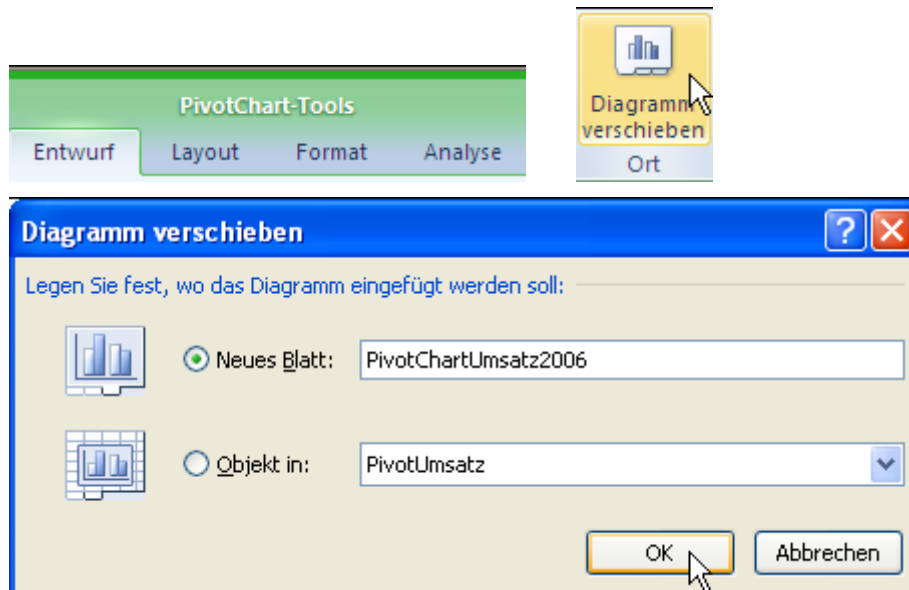 PivotChart-Tools
Entwurf Layout Format Analyse
Diagramm
verschieben
Ort
Diagramm verschieben
Legen Sie fest, wo das Diagramm eingefügt werden soll:
Neues Blatt: PivotChartUmsatz2006
Objekt in: PivotUmsatz
OK Abbrechen